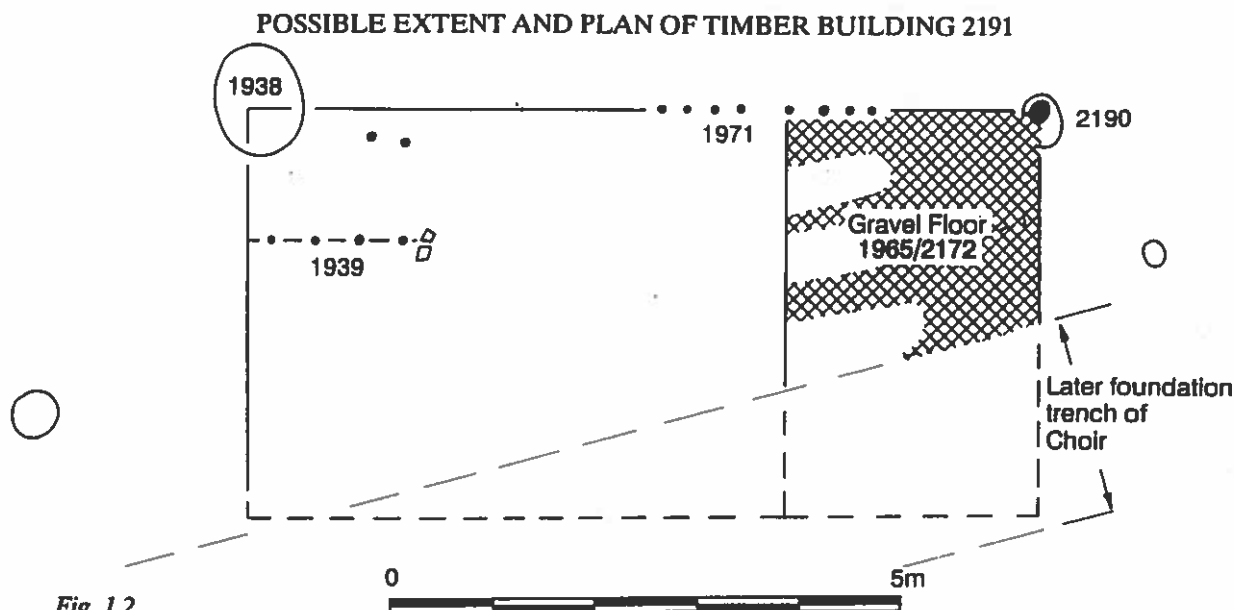 POSSIBLE EXTENT AND PLAN OF TIMBER BUILDING 2191
1938
1971
2190
1939
Gravel Floor
1965/2172
Later foundation
trench of
Choir
0 5m
Fig. 1.2